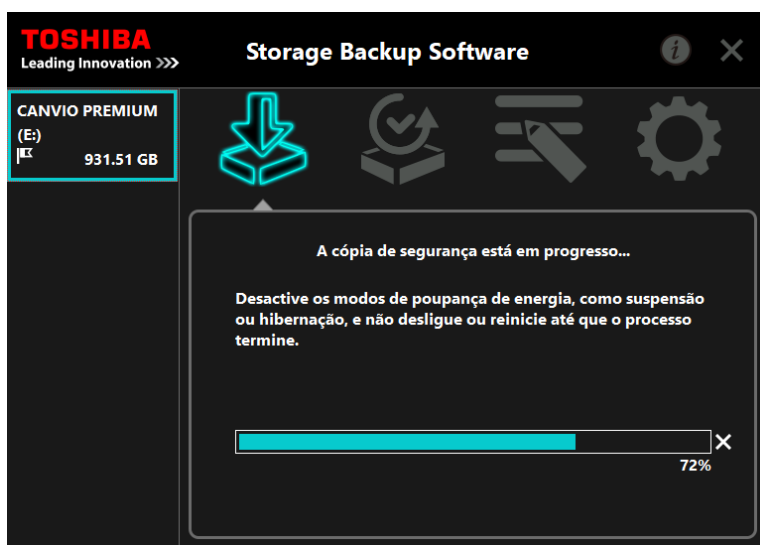 TOSHIBA
Leading Innovation >>>
Storage Backup Software
i
CANVIO PREMIUM
(E:)
931.51 GB
A cópia de segurança está em progresso...
Desactive os modos de poupança de energia, como suspensão
ou hibernação, e não desligue ou reinicie até que o processo
termine.
72%